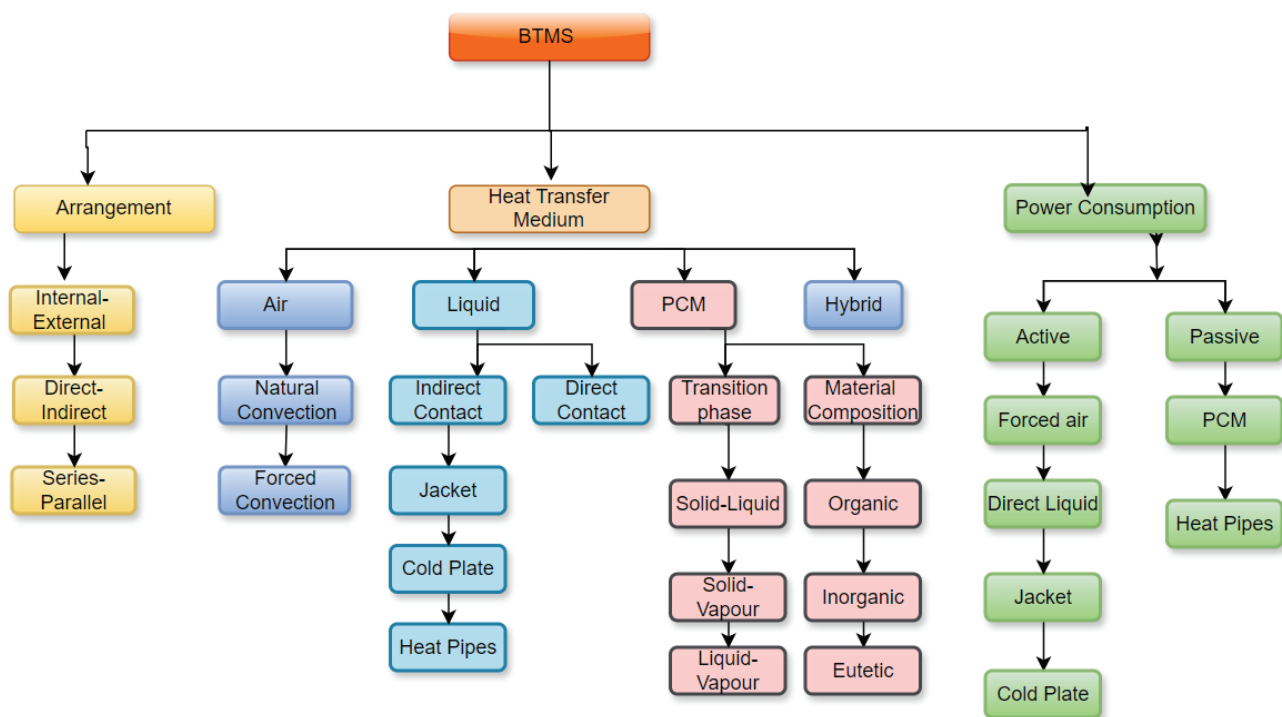 BTMS
Arrangement
Heat Transfer
Medium
Power Consumption
Internal-
External
Air
Liquid
PCM
Hybrid
Active
Passive
Direct-
Indirect
Natural
Convection
Indirect
Contact
Direct
Contact
Transition
phase
Material
Composition
Forced air
PCM
Series-
Parallel
Forced
Convection
Jacket
Solid-Liquid
Organic
Direct Liquid
Heat Pipes
Cold Plate
Solid-
Vapour
Inorganic
Jacket
Heat Pipes
Liquid-
Vapour
Eutetic
Cold Plate